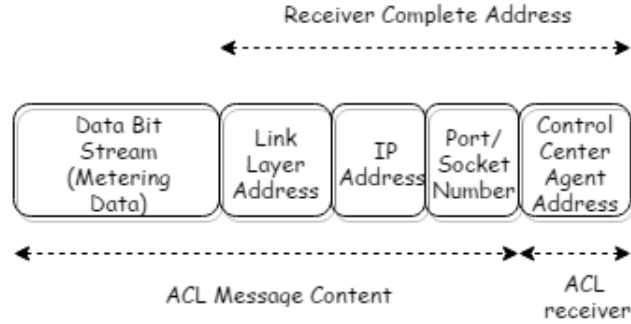 Receiver Complete Address
Data Bit
Stream
(Metering
Data)
Link
Layer
Address
IP
Address
Port/
Socket
Number
Control
Center
Agent
Address
ACL Message Content
ACL
receiver